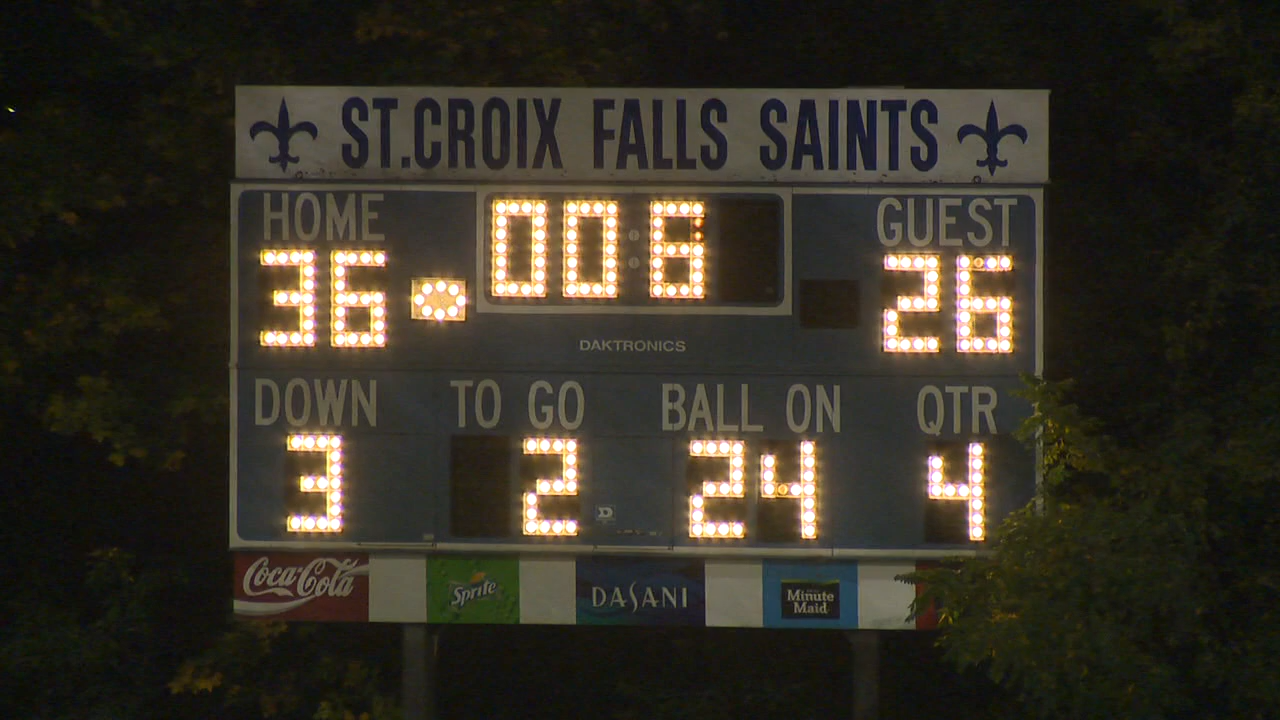 ST.CROIX FALLS SAINTS
HOME 00:6 GUEST
36 26
DAKTRONICS
DOWN TO GO BALL ON QTR
3 2 24 4
Coca-Cola Sprite DASANI Minute Maid